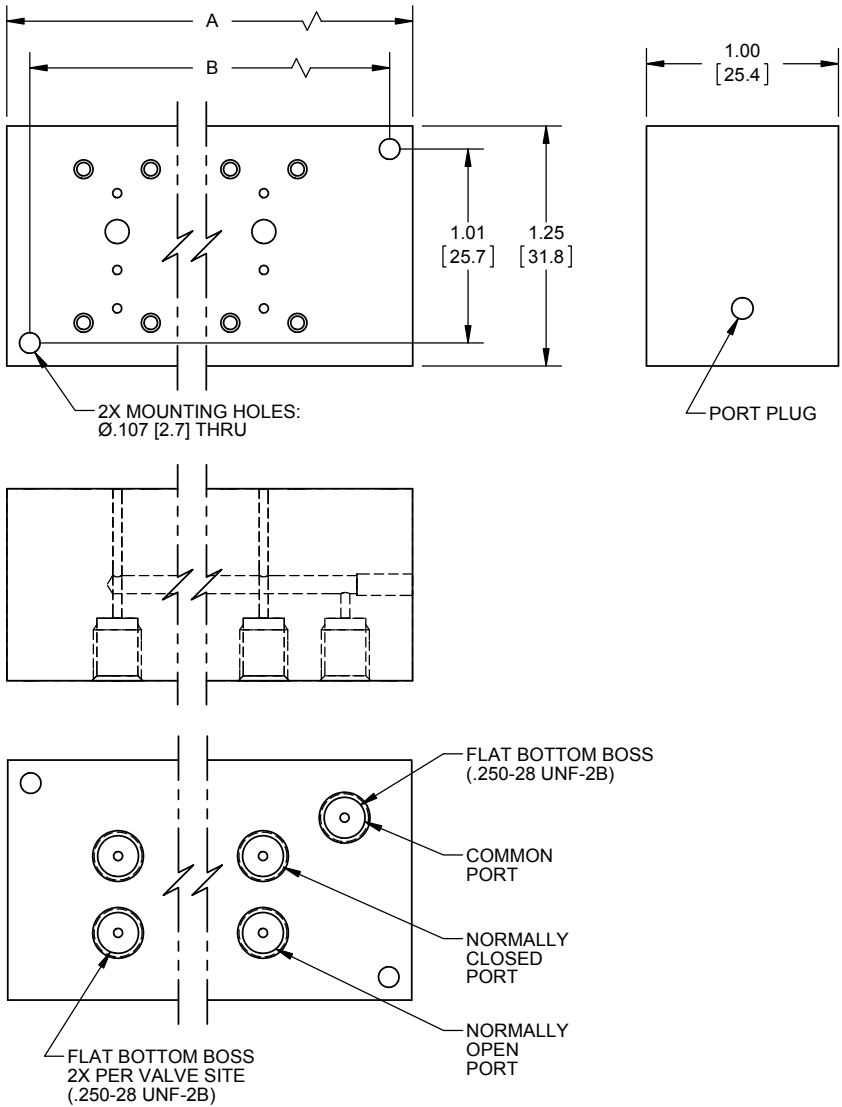 A
B
1.00
[25.4]
1.01
[25.7]
1.25
[31.8]
2X MOUNTING HOLES:
Ø.107 [2.7] THRU
PORT PLUG
FLAT BOTTOM BOSS
(.250-28 UNF-2B)
COMMON
PORT
NORMALLY
CLOSED
PORT
NORMALLY
OPEN
PORT
FLAT BOTTOM BOSS
2X PER VALVE SITE
(.250-28 UNF-2B)